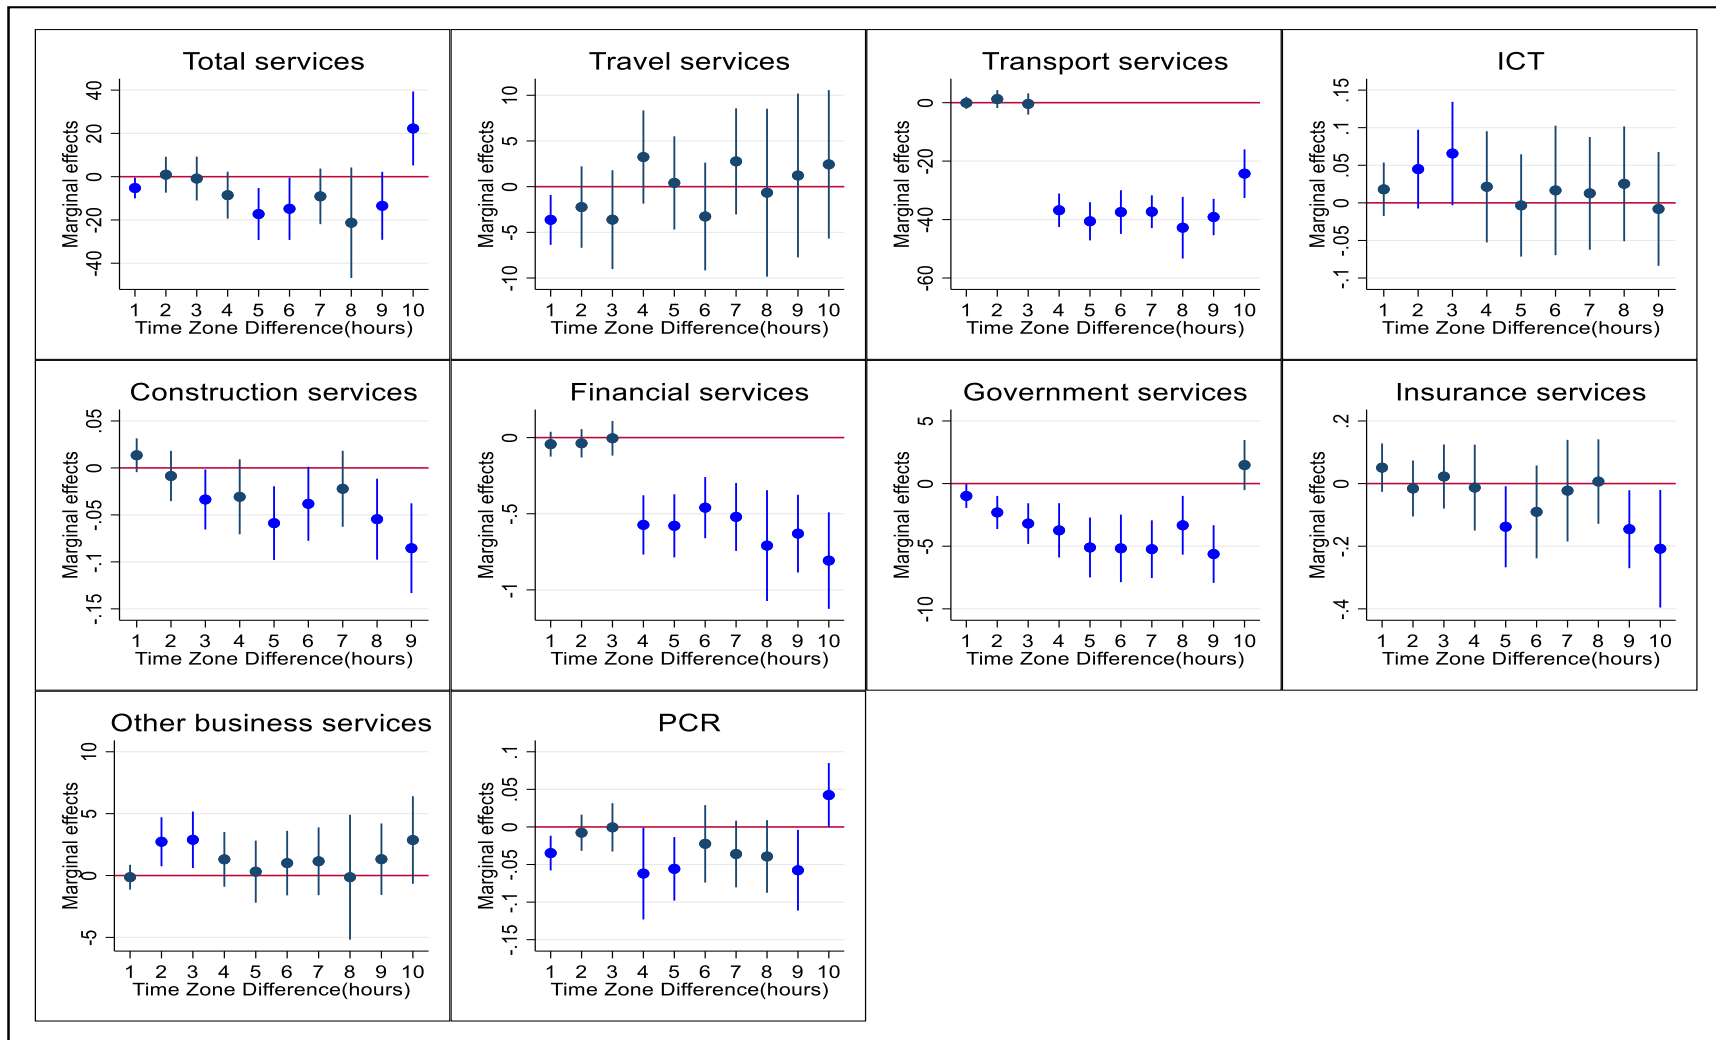 Total services
Marginal effects
40
20
0
-20
-40
1 2 3 4 5 6 7 8 9 10
Time Zone Difference(hours)
Travel services
Marginal effects
10
5
0
-5
-10
1 2 3 4 5 6 7 8 9 10
Time Zone Difference(hours)
Transport services
Marginal effects
0
-20
-40
-60
1 2 3 4 5 6 7 8 9 10
Time Zone Difference(hours)
ICT
Marginal effects
.15
.1
.05
0
-.05
-.1
1 2 3 4 5 6 7 8 9
Time Zone Difference(hours)
Construction services
Marginal effects
.05
0
-.05
-.1
-.15
1 2 3 4 5 6 7 8 9
Time Zone Difference(hours)
Financial services
Marginal effects
0
-.5
-1
1 2 3 4 5 6 7 8 9 10
Time Zone Difference(hours)
Government services
Marginal effects
5
0
-5
-10
1 2 3 4 5 6 7 8 9 10
Time Zone Difference(hours)
Insurance services
Marginal effects
.2
0
-.2
-.4
1 2 3 4 5 6 7 8 9 10
Time Zone Difference(hours)
Other business services
Marginal effects
10
5
0
-5
1 2 3 4 5 6 7 8 9 10
Time Zone Difference(hours)
PCR
Marginal effects
.1
.05
0
-.05
-.1
-.15
1 2 3 4 5 6 7 8 9 10
Time Zone Difference(hours)